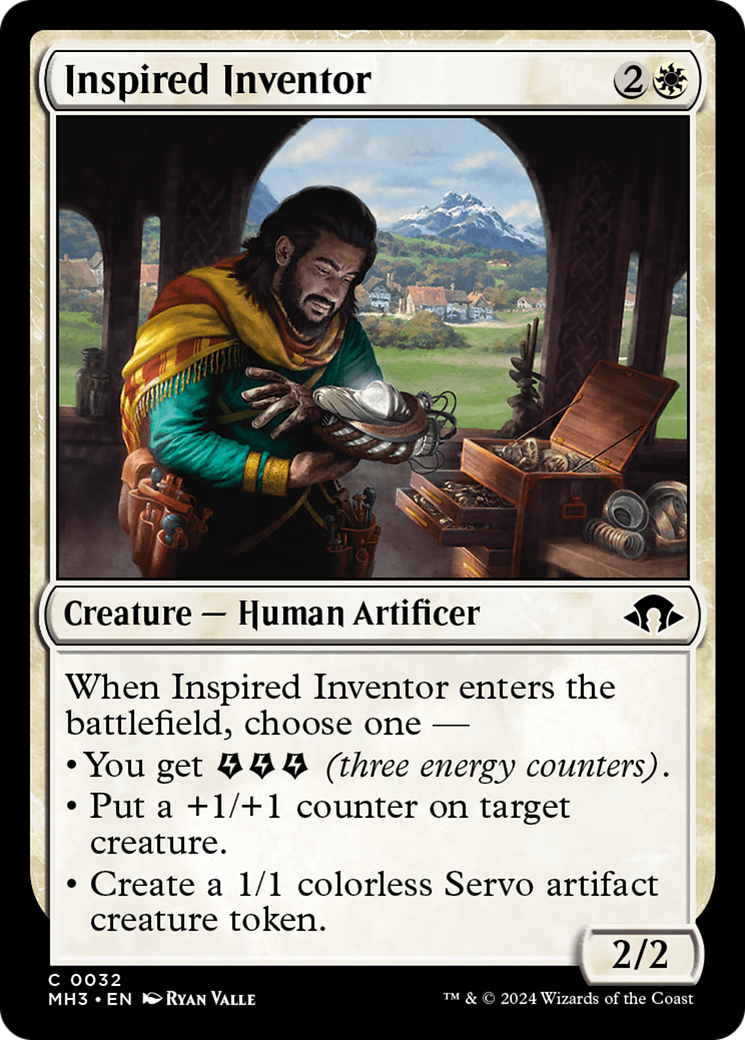 Inspired Inventor 2
Creature — Human Artificer
When Inspired Inventor enters the
battlefield, choose one —
• You get (three energy counters).
• Put a +1/+1 counter on target
creature.
• Create a 1/1 colorless Servo artifact
creature token.
2/2
C 0032
MH3 • EN Ryan Valle
™ & © 2024 Wizards of the Coast